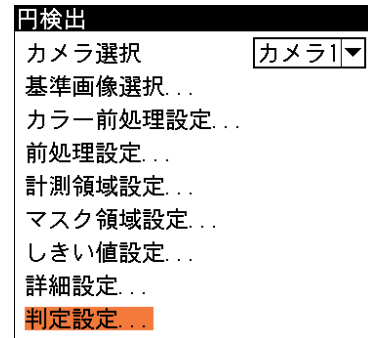 円検出
カメラ選択 カメラ1▼
基準画像選択...
カラー前処理設定...
前処理設定...
計測領域設定...
マスク領域設定...
しきい値設定...
詳細設定...
判定設定...